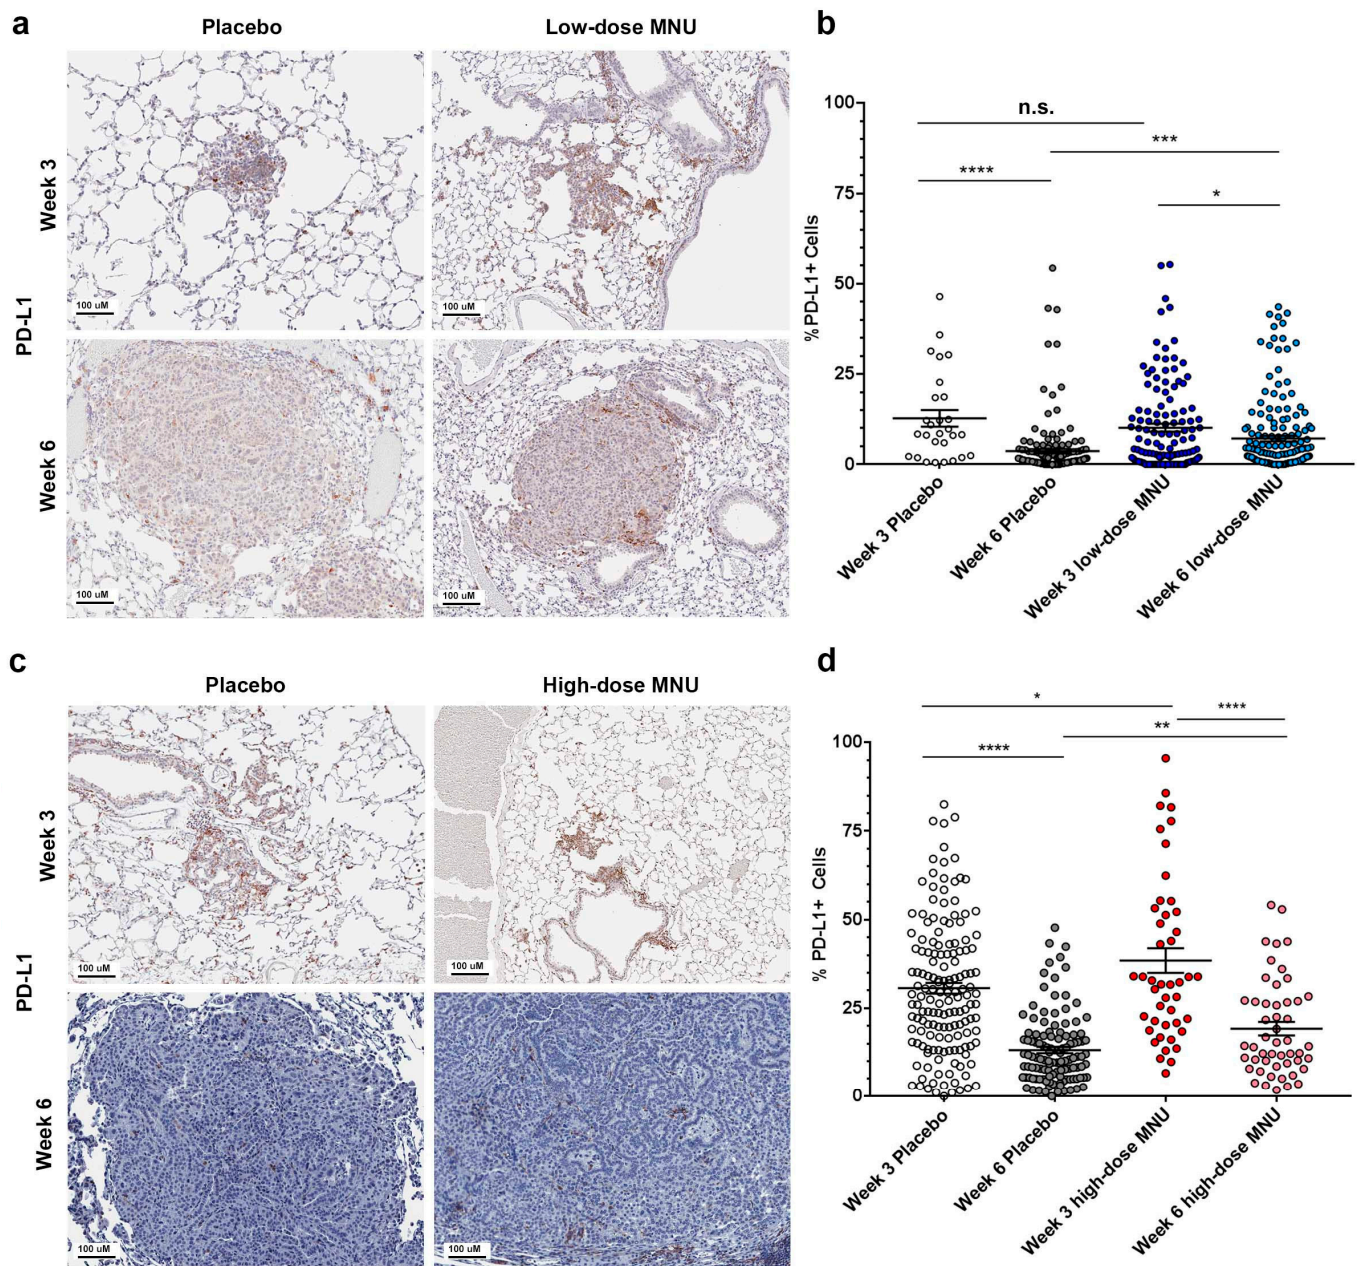 a
Placebo
Low-dose MNU
PD-L1
Week 3
Week 6
100 uM
100 uM
100 uM
100 uM
b
%PD-L1+ Cells
100
75
50
25
0
n.s.
***
****
*
Week 3 Placebo
Week 6 Placebo
Week 3 low-dose MNU
Week 6 low-dose MNU
c
Placebo
High-dose MNU
PD-L1
Week 3
Week 6
100 uM
100 uM
100 uM
100 uM
d
% PD-L1+ Cells
100
75
50
25
0
*
****
**
****
Week 3 Placebo
Week 6 Placebo
Week 3 high-dose MNU
Week 6 high-dose MNU